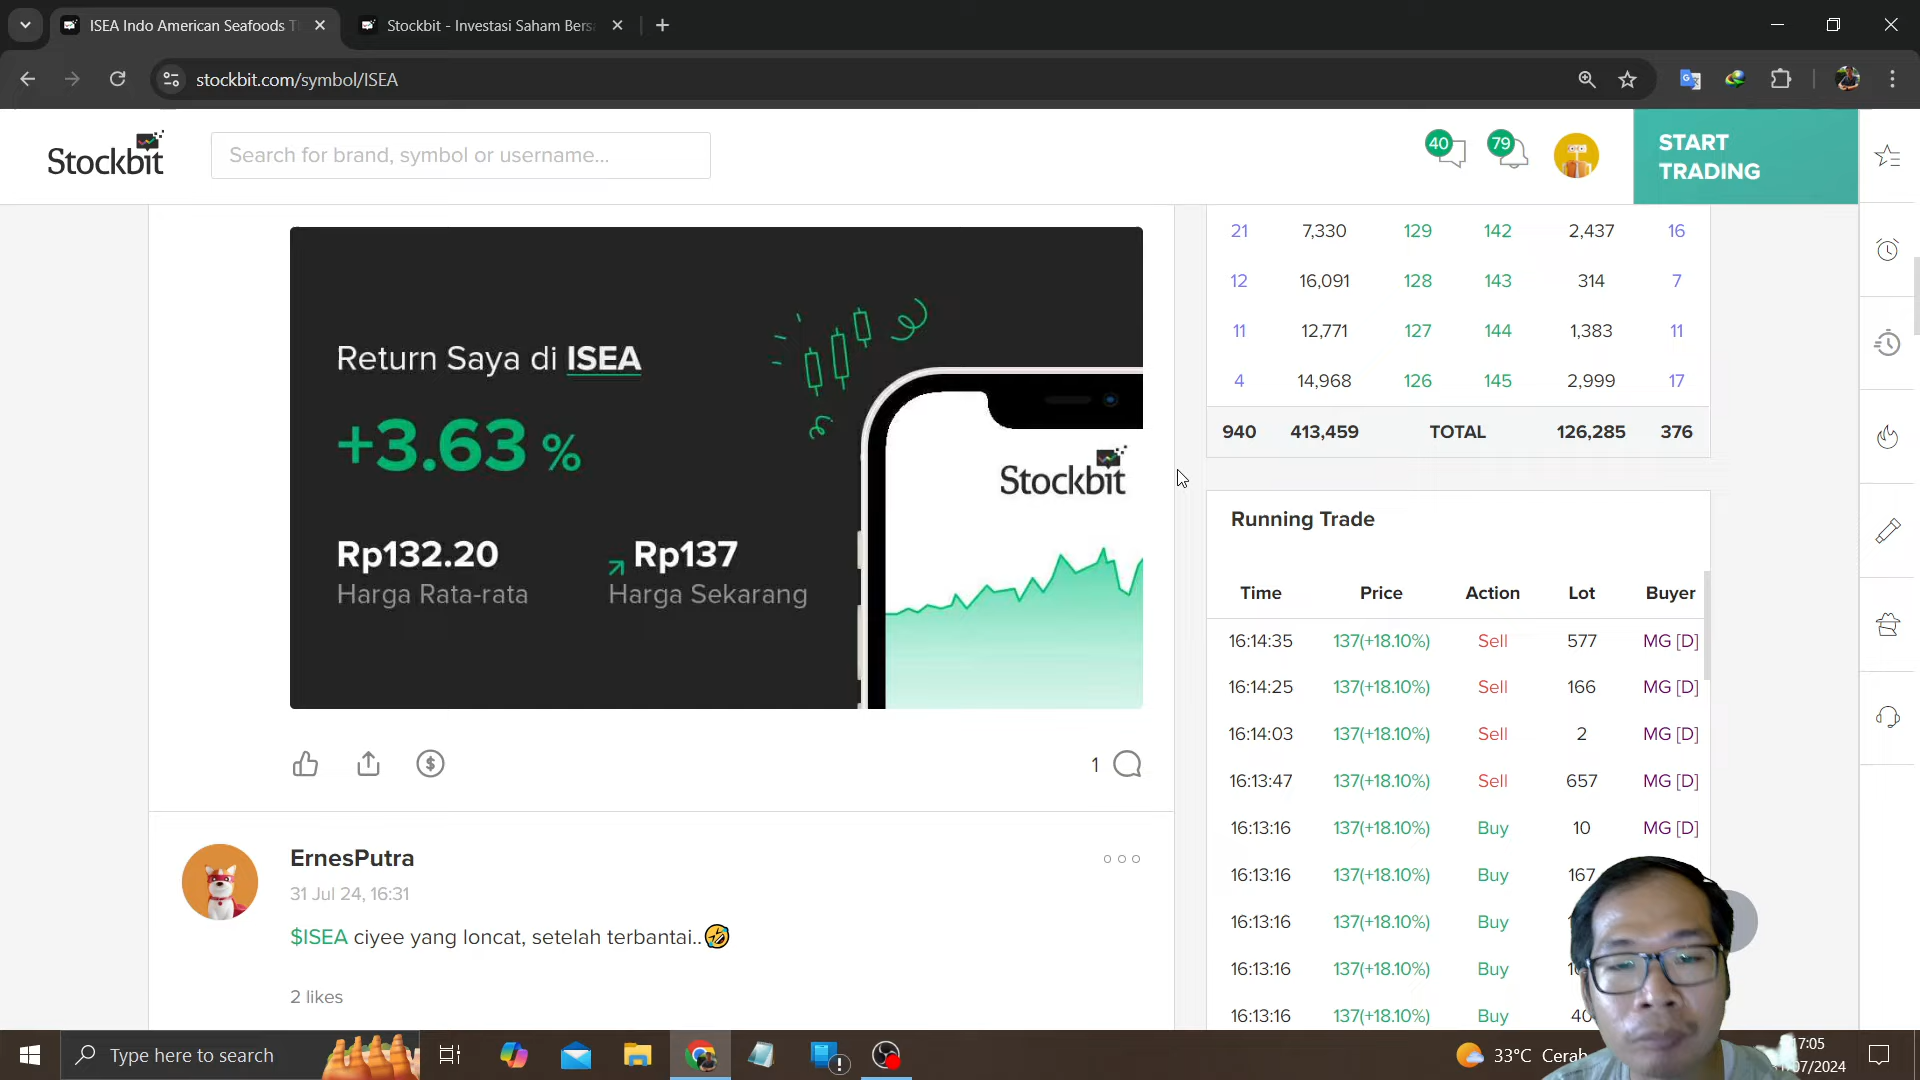 ISEA Indo American Seafoods T
Stockbit - Investasi Saham Bers
stockbit.com/symbol/ISEA
Stockbit
Search for brand, symbol or username...
40
79
START
TRADING
21 7,330 129 142 2,437 16
12 16,091 128 143 314 7
11 12,771 127 144 1,383 11
4 14,968 126 145 2,999 17
940 413,459 TOTAL 126,285 376
Return Saya di ISEA
+3.63 %
Rp132.20 Rp137
Harga Rata-rata Harga Sekarang
Stockbit
1
Running Trade
Time Price Action Lot Buyer
16:14:35 137(+18.10%) Sell 577 MG [D]
16:14:25 137(+18.10%) Sell 166 MG [D]
16:14:03 137(+18.10%) Sell 2 MG [D]
16:13:47 137(+18.10%) Sell 657 MG [D]
16:13:16 137(+18.10%) Buy 10 MG [D]
16:13:16 137(+18.10%) Buy 167
16:13:16 137(+18.10%) Buy
16:13:16 137(+18.10%) Buy
16:13:16 137(+18.10%) Buy
ErnesPutra
31 Jul 24, 16:31
$ISEA ciyee yang loncat, setelah terbantai..🤣
2 likes
Type here to search
33°C Cerah
17:05